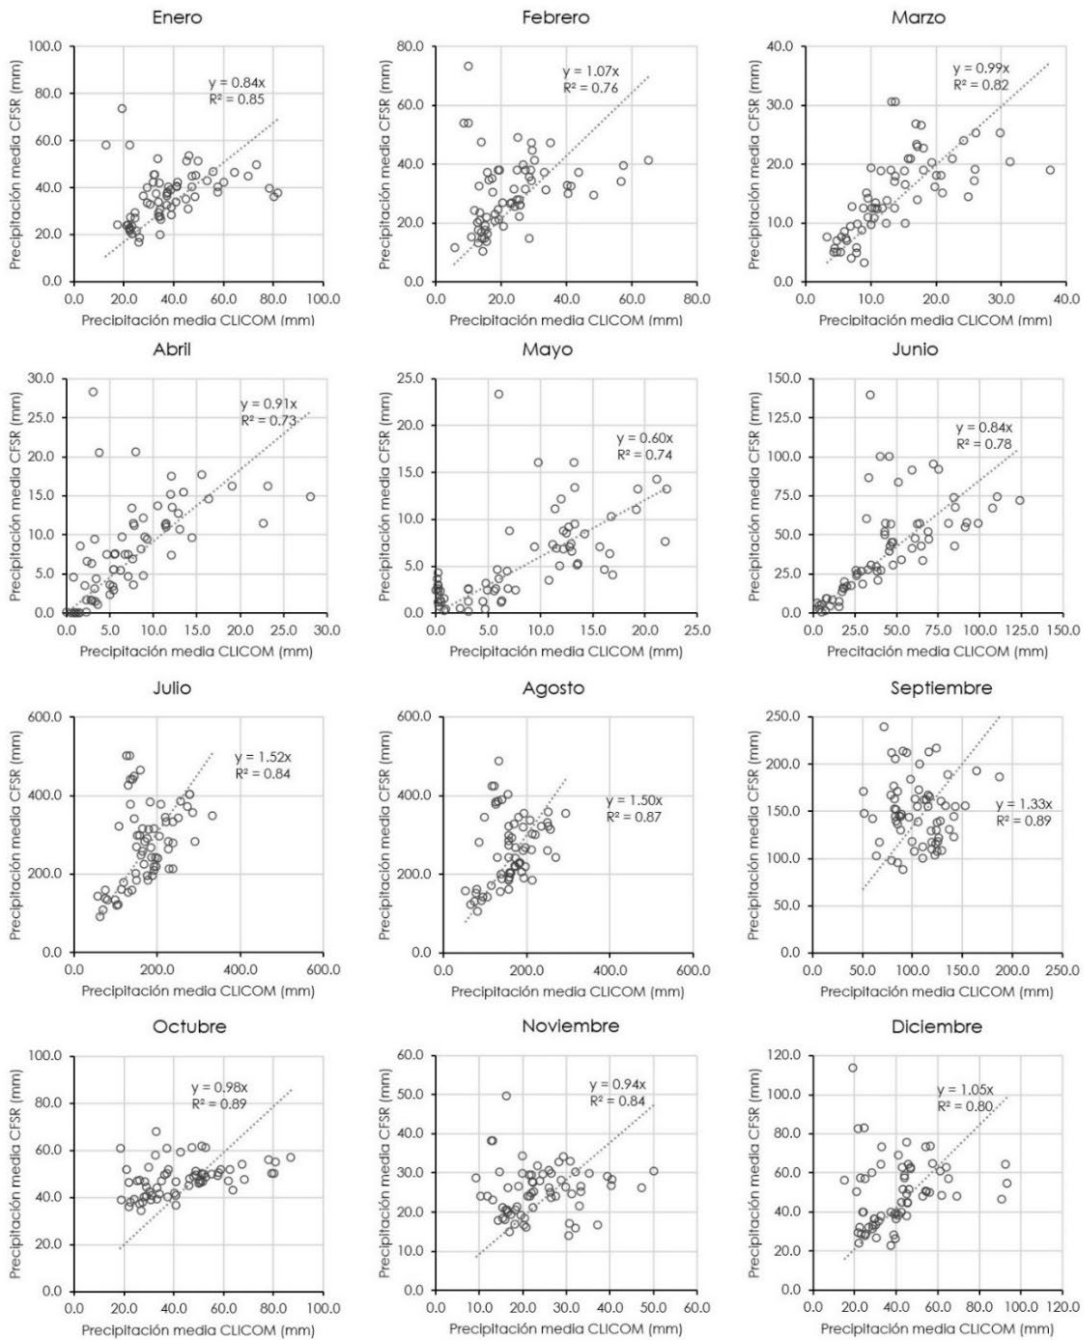 Enero
Precipitación media CFSR (mm)
100.0
80.0
60.0
40.0
20.0
0.0
y = 0.84x
R² = 0.85
0.0 20.0 40.0 60.0 80.0 100.0
Precipitación media CLICOM (mm)
Febrero
Precipitación media CFSR (mm)
80.0
60.0
40.0
20.0
0.0
y = 1.07x
R² = 0.76
0.0 20.0 40.0 60.0 80.0
Precipitación media CLICOM (mm)
Marzo
Precipitación media CFSR (mm)
40.0
30.0
20.0
10.0
0.0
y = 0.99x
R² = 0.82
0.0 10.0 20.0 30.0 40.0
Precipitación media CLICOM (mm)
Abril
Precipitación media CFSR (mm)
30.0
25.0
20.0
15.0
10.0
5.0
0.0
y = 0.91x
R² = 0.73
0.0 5.0 10.0 15.0 20.0 25.0 30.0
Precipitación media CLICOM (mm)
Mayo
Precipitación media CFSR (mm)
25.0
20.0
15.0
10.0
5.0
0.0
y = 0.60x
R² = 0.74
0.0 5.0 10.0 15.0 20.0 25.0
Precipitación media CLICOM (mm)
Junio
Precipitación media CFSR (mm)
150.0
125.0
100.0
75.0
50.0
25.0
0.0
y = 0.84x
R² = 0.78
0.0 25.0 50.0 75.0 100.0 125.0 150.0
Precipitación media CLICOM (mm)
Julio
Precipitación media CFSR (mm)
600.0
400.0
200.0
0.0
y = 1.52x
R² = 0.84
0.0 200.0 400.0 600.0
Precipitación media CLICOM (mm)
Agosto
Precipitación media CFSR (mm)
600.0
400.0
200.0
0.0
y = 1.50x
R² = 0.87
0.0 200.0 400.0 600.0
Precipitación media CLICOM (mm)
Septiembre
Precipitación media CFSR (mm)
250.0
200.0
150.0
100.0
50.0
0.0
y = 1.33x
R² = 0.89
0.0 50.0 100.0 150.0 200.0 250.0
Precipitación media CLICOM (mm)
Octubre
Precipitación media CFSR (mm)
100.0
80.0
60.0
40.0
20.0
0.0
y = 0.98x
R² = 0.89
0.0 20.0 40.0 60.0 80.0 100.0
Precipitación media CLICOM (mm)
Noviembre
Precipitación media CFSR (mm)
60.0
50.0
40.0
30.0
20.0
10.0
0.0
y = 0.94x
R² = 0.84
0.0 10.0 20.0 30.0 40.0 50.0 60.0
Precipitación media CLICOM (mm)
Diciembre
Precipitación media CFSR (mm)
120.0
100.0
80.0
60.0
40.0
20.0
0.0
y = 1.05x
R² = 0.80
0.0 20.0 40.0 60.0 80.0 100.0 120.0
Precipitación media CLICOM (mm)